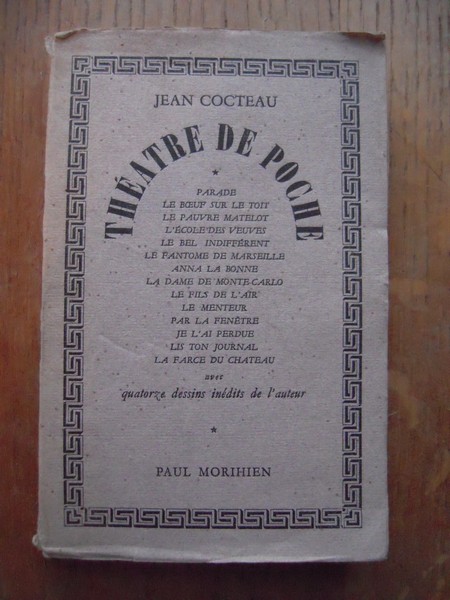 JEAN COCTEAU
THÉATRE DE POCHE
*
PARADE
LE BŒUF SUR LE TOIT
LE PAUVRE MATELOT
L'ÉCOLE DES VEUVES
LE BEL INDIFFÉRENT
LE FANTOME DE MARSEILLE
ANNA LA BONNE
LA DAME DE MONTE-CARLO
LE FILS DE L'AIR
LE MENTEUR
PAR LA FENÊTRE
JE L'AI PERDUE
LIS TON JOURNAL
LA FARCE DU CHATEAU
avec
quatorze dessins inédits de l'auteur
*
PAUL MORIHIEN